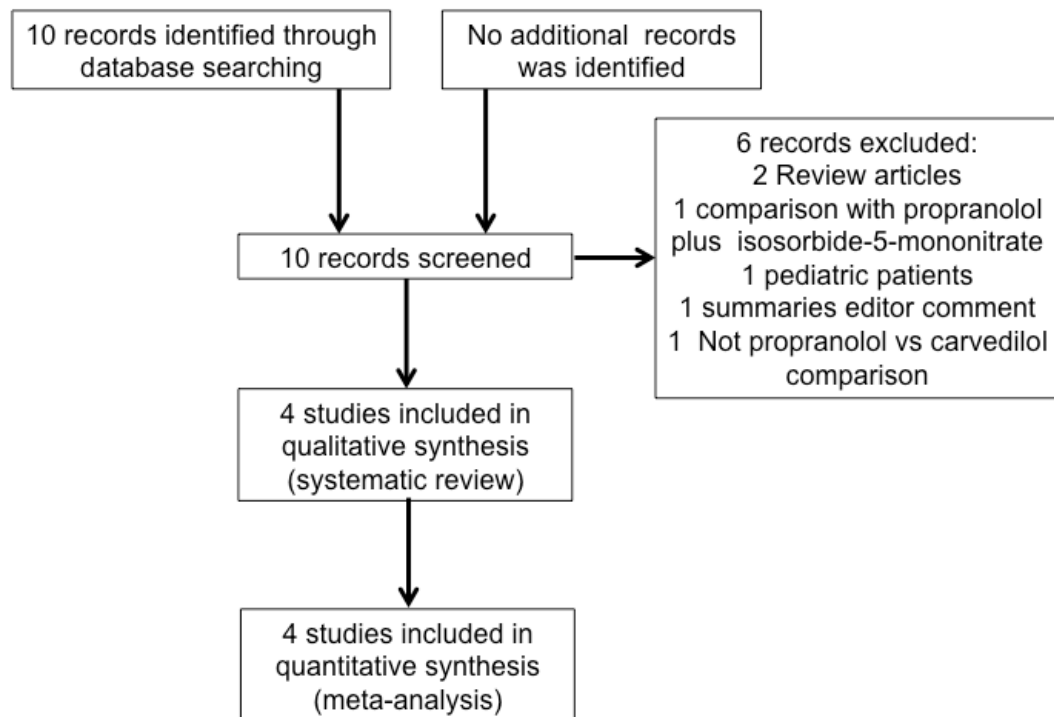 10 records identified through
database searching
No additional  records
was identified
6 records excluded:
2 Review articles
1 comparison with propranolol
plus  isosorbide-5-mononitrate
1 pediatric patients
1 summaries editor comment
1  Not propranolol vs carvedilol
comparison
10 records screened
4 studies included in
qualitative synthesis
(systematic review)
4 studies included in
quantitative synthesis
(meta-analysis)